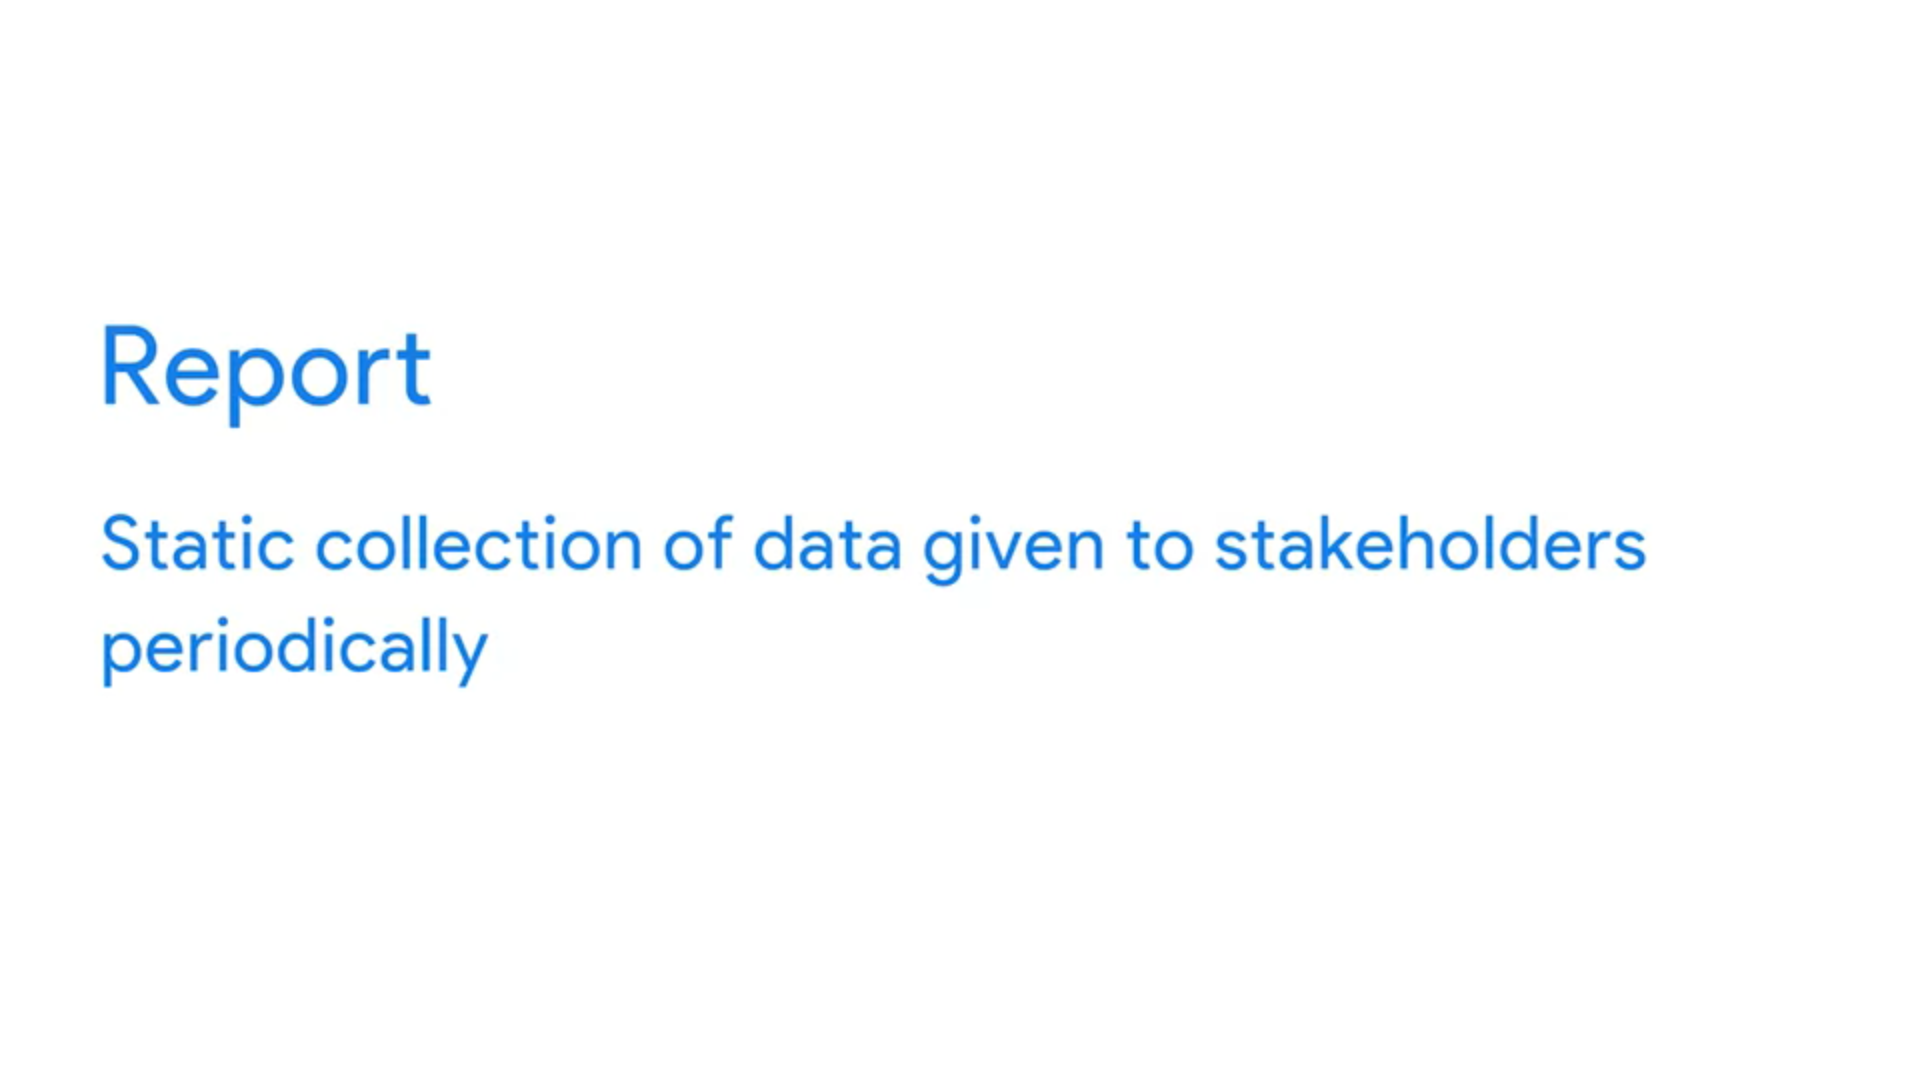 Report
Static collection of data given to stakeholders
periodically